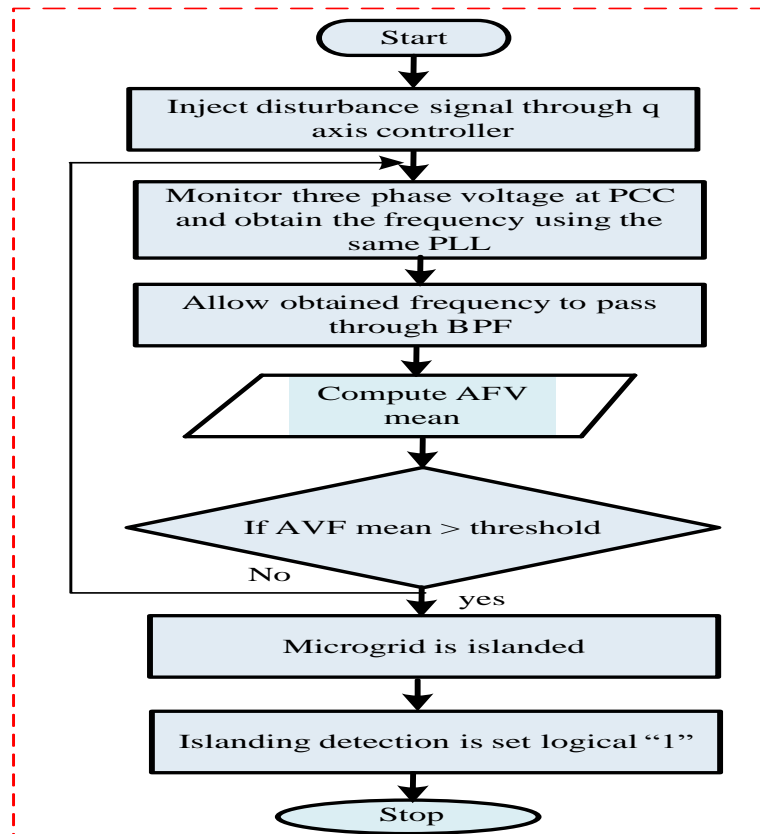 Start
Inject disturbance signal through q
axis controller
Monitor three phase voltage at PCC
and obtain the frequency using the
same PLL
Allow obtained frequency to pass
through BPF
Compute AFV
mean
If AVF mean > threshold
No
yes
Microgrid is islanded
Islanding detection is set logical “1”
Stop